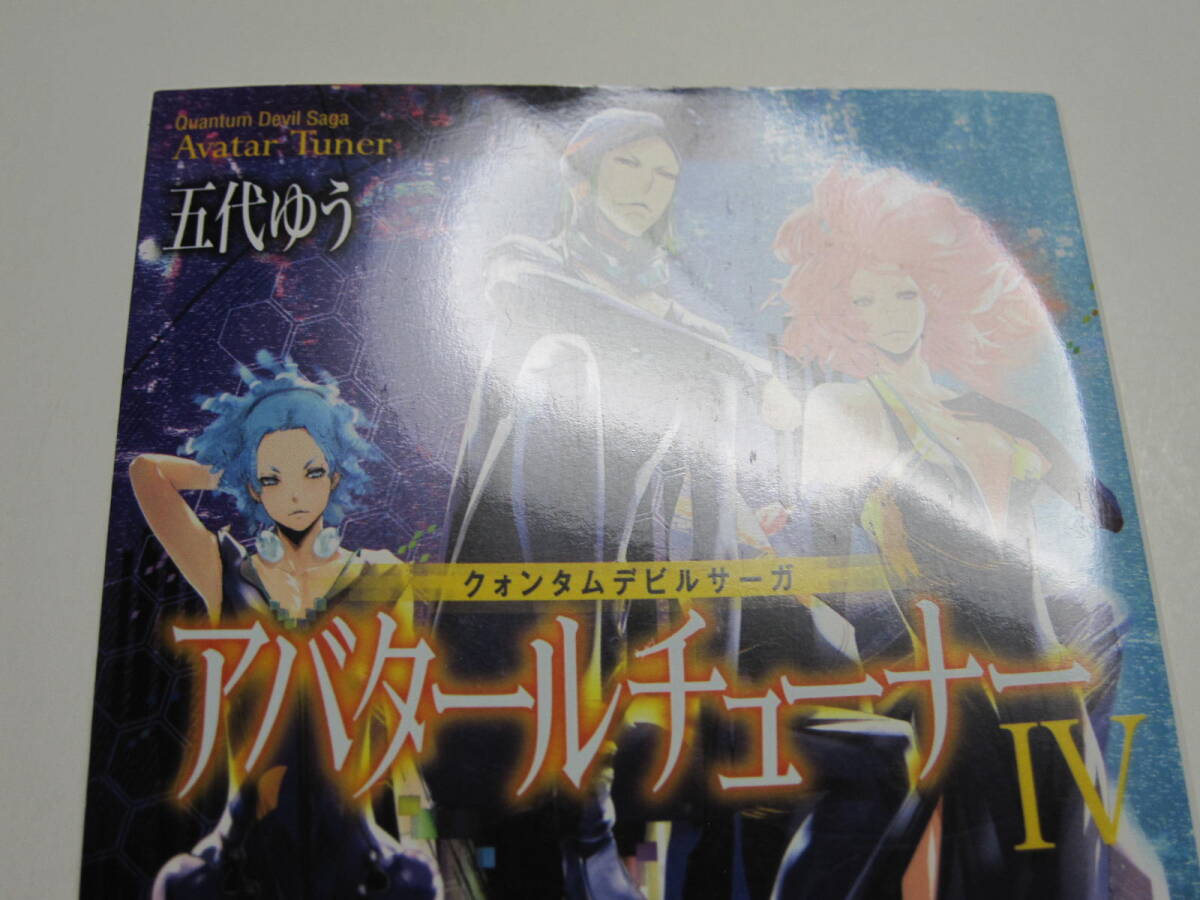 Quantum Devil Saga
Avatar Tuner
五代ゆう
クォンタムデビルサーガ
アバタールチューナー
IV